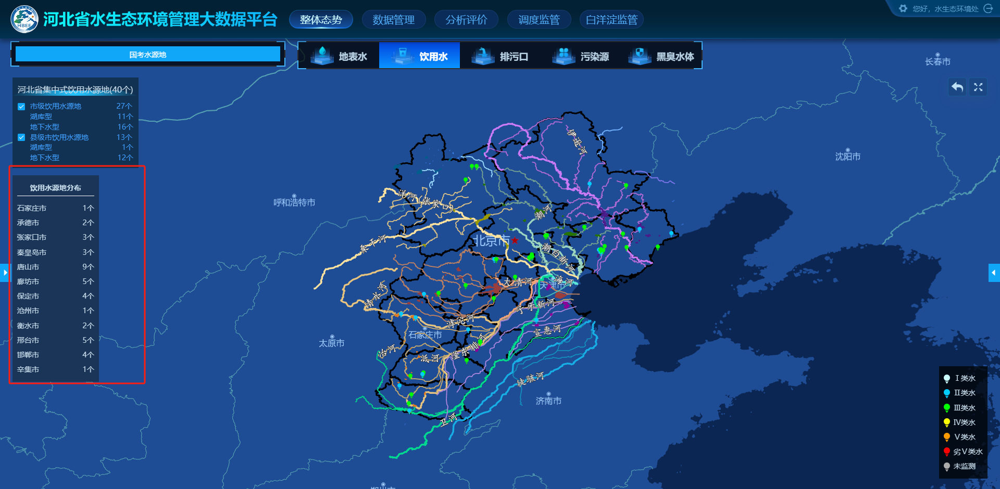 河北省水生态环境管理大数据平台
整体态势
数据管理
分析评价
调度监管
白洋淀监管
您好，水生态环境处
HBEE
国考水源地
地表水
饮用水
排污口
污染源
黑臭水体
河北省集中式饮用水源地(40个)
市级饮用水源地 27个
湖库型 11个
地下水型 16个
县级市饮用水源地 13个
湖库型 1个
地下水型 12个
饮用水源地分布
石家庄市 1个
承德市 2个
张家口市 3个
秦皇岛市 3个
唐山市 9个
廊坊市 5个
保定市 4个
沧州市 1个
衡水市 2个
邢台市 5个
邯郸市 4个
辛集市 1个
长春市
沈阳市
呼和浩特市
北京市
天津市
石家庄市
太原市
济南市
伊逊河
洋河(张家口)
潮河
桑干河
潮白新河
大清河
海河
清水河
子牙新河
滹沱河
宣惠河
冶河
泜河
滏东排河
徒骇河
卫河
Ⅰ类水
Ⅱ类水
Ⅲ类水
Ⅳ类水
Ⅴ类水
劣Ⅴ类水
未监测